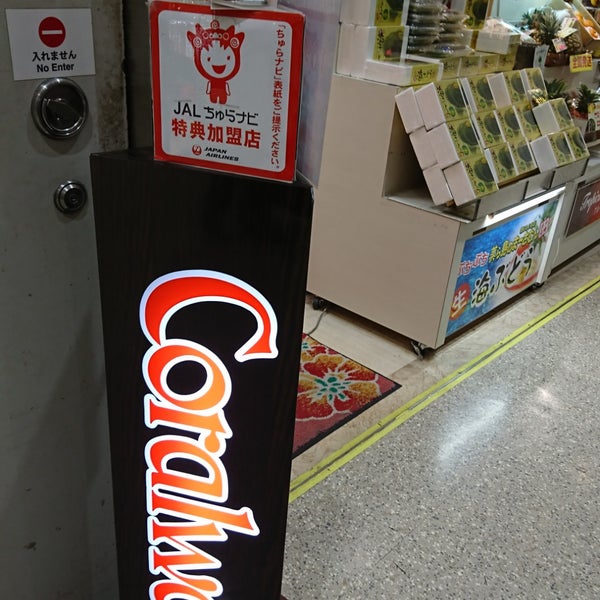 入れません
No Enter
JALちゅらナビ
特典加盟店
JAPAN
AIRLINES
「ちゅらナビ」表紙をご提示ください。
Coralw
生
海ぶどう